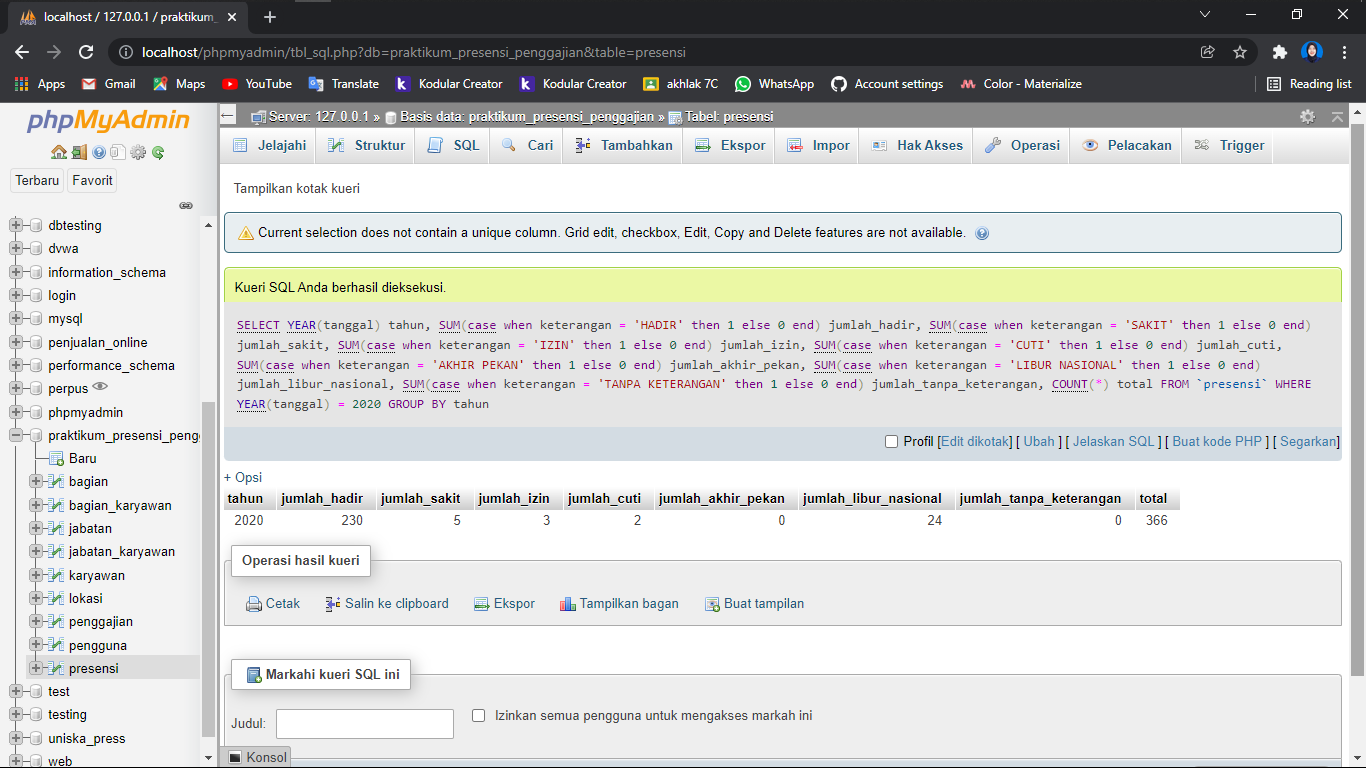 localhost / 127.0.0.1 / praktikum_
localhost/phpmyadmin/tbl_sql.php?db=praktikum_presensi_penggajian&table=presensi
Apps Gmail Maps YouTube Translate Kodular Creator Kodular Creator akhlak 7C WhatsApp Account settings Color - Materialize Reading list
phpMyAdmin
Terbaru Favorit
dbtesting
dvwa
information_schema
login
mysql
penjualan_online
performance_schema
perpus
phpmyadmin
praktikum_presensi_peng
Baru
bagian
bagian_karyawan
jabatan
jabatan_karyawan
karyawan
lokasi
penggajian
pengguna
presensi
test
testing
uniska_press
web
Server: 127.0.0.1 » Basis data: praktikum_presensi_penggajian » Tabel: presensi
Jelajahi Struktur SQL Cari Tambahkan Ekspor Impor Hak Akses Operasi Pelacakan Trigger
Tampilkan kotak kueri
Current selection does not contain a unique column. Grid edit, checkbox, Edit, Copy and Delete features are not available.
Kueri SQL Anda berhasil dieksekusi.
SELECT YEAR(tanggal) tahun, SUM(case when keterangan = 'HADIR' then 1 else 0 end) jumlah_hadir, SUM(case when keterangan = 'SAKIT' then 1 else 0 end)
jumlah_sakit, SUM(case when keterangan = 'IZIN' then 1 else 0 end) jumlah_izin, SUM(case when keterangan = 'CUTI' then 1 else 0 end) jumlah_cuti,
SUM(case when keterangan = 'AKHIR PEKAN' then 1 else 0 end) jumlah_akhir_pekan, SUM(case when keterangan = 'LIBUR NASIONAL' then 1 else 0 end)
jumlah_libur_nasional, SUM(case when keterangan = 'TANPA KETERANGAN' then 1 else 0 end) jumlah_tanpa_keterangan, COUNT(*) total FROM `presensi` WHERE
YEAR(tanggal) = 2020 GROUP BY tahun
Profil [Edit dikotak] [ Ubah ] [ Jelaskan SQL ] [ Buat kode PHP ] [ Segarkan]
+ Opsi
tahun jumlah_hadir jumlah_sakit jumlah_izin jumlah_cuti jumlah_akhir_pekan jumlah_libur_nasional jumlah_tanpa_keterangan total
2020 230 5 3 2 0 24 0 366
Operasi hasil kueri
Cetak Salin ke clipboard Ekspor Tampilkan bagan Buat tampilan
Markahi kueri SQL ini
Judul: Izinkan semua pengguna untuk mengakses markah ini
Konsol